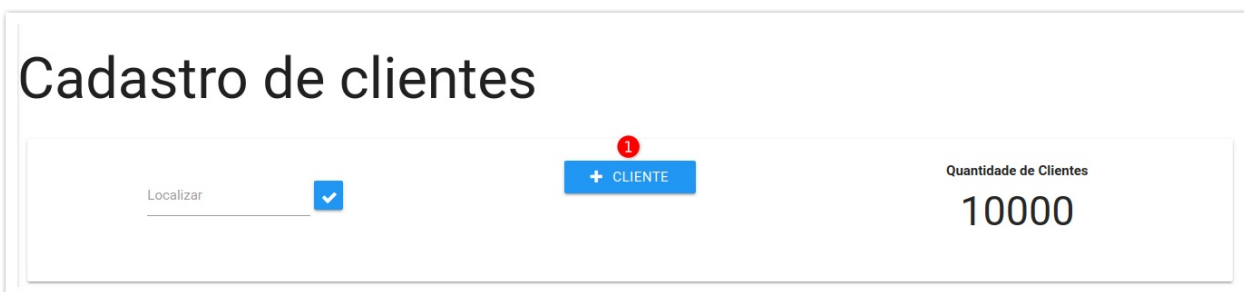 Cadastro de clientes
1
Localizar
+ CLIENTE
Quantidade de Clientes
10000